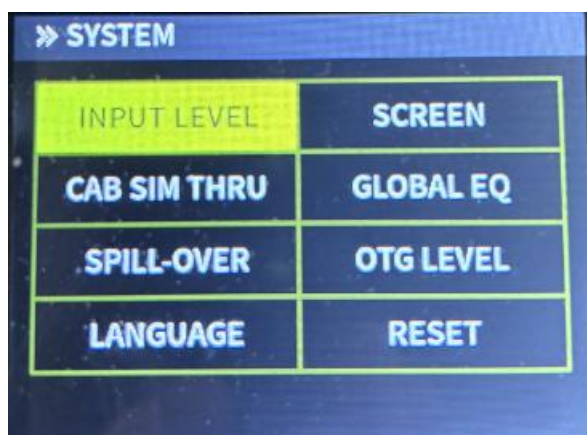 » SYSTEM
INPUT LEVEL
SCREEN
CAB SIM THRU
GLOBAL EQ
SPILL-OVER
OTG LEVEL
LANGUAGE
RESET